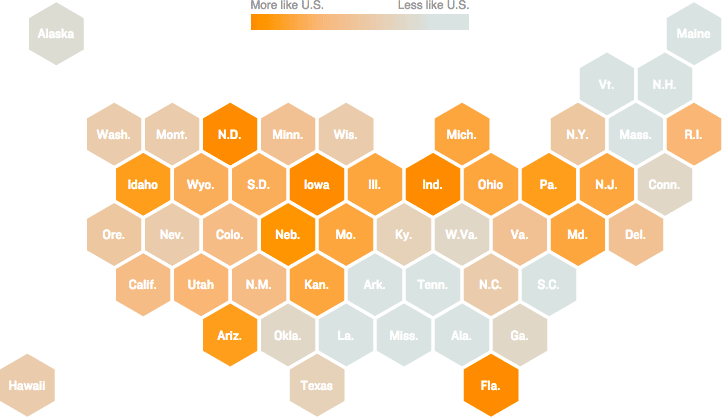 More like U.S. Less like U.S.
Alaska Maine
Vt. N.H.
Wash. Mont. N.D. Minn. Wis. Mich. N.Y. Mass. R.I.
Idaho Wyo. S.D. Iowa Ill. Ind. Ohio Pa. N.J. Conn.
Ore. Nev. Colo. Neb. Mo. Ky. W.Va. Va. Md. Del.
Calif. Utah N.M. Kan. Ark. Tenn. N.C. S.C.
Ariz. Okla. La. Miss. Ala. Ga.
Hawaii Texas Fla.